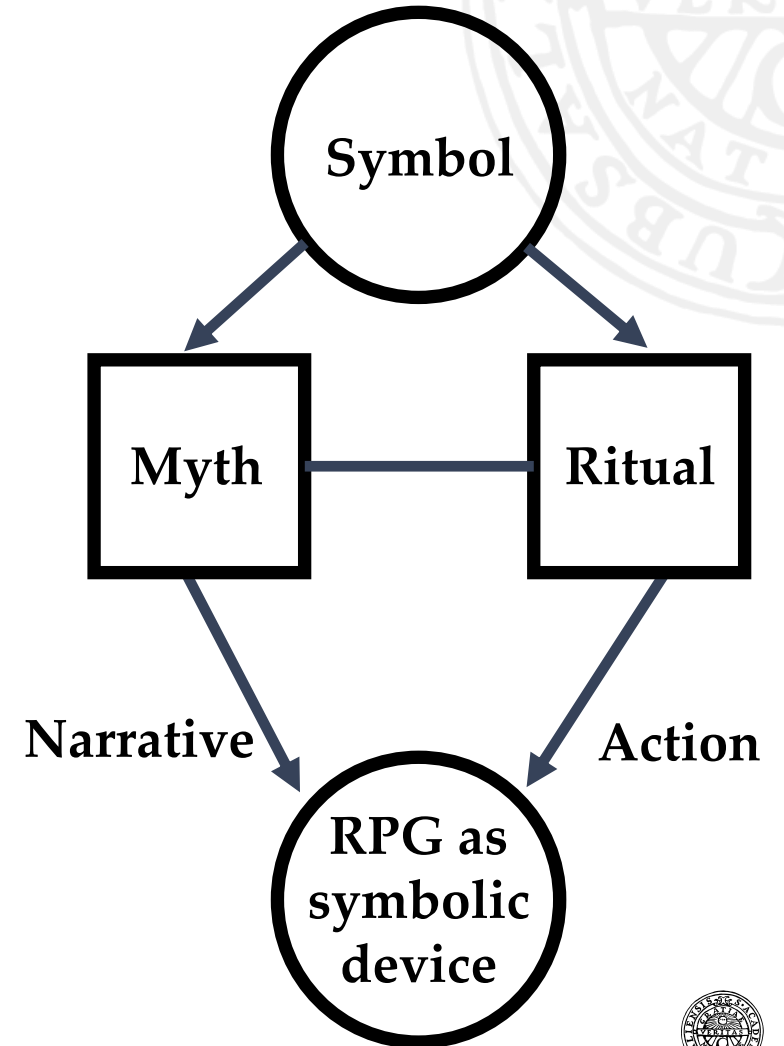 Symbol
Myth
Ritual
Narrative
Action
RPG as
symbolic
device